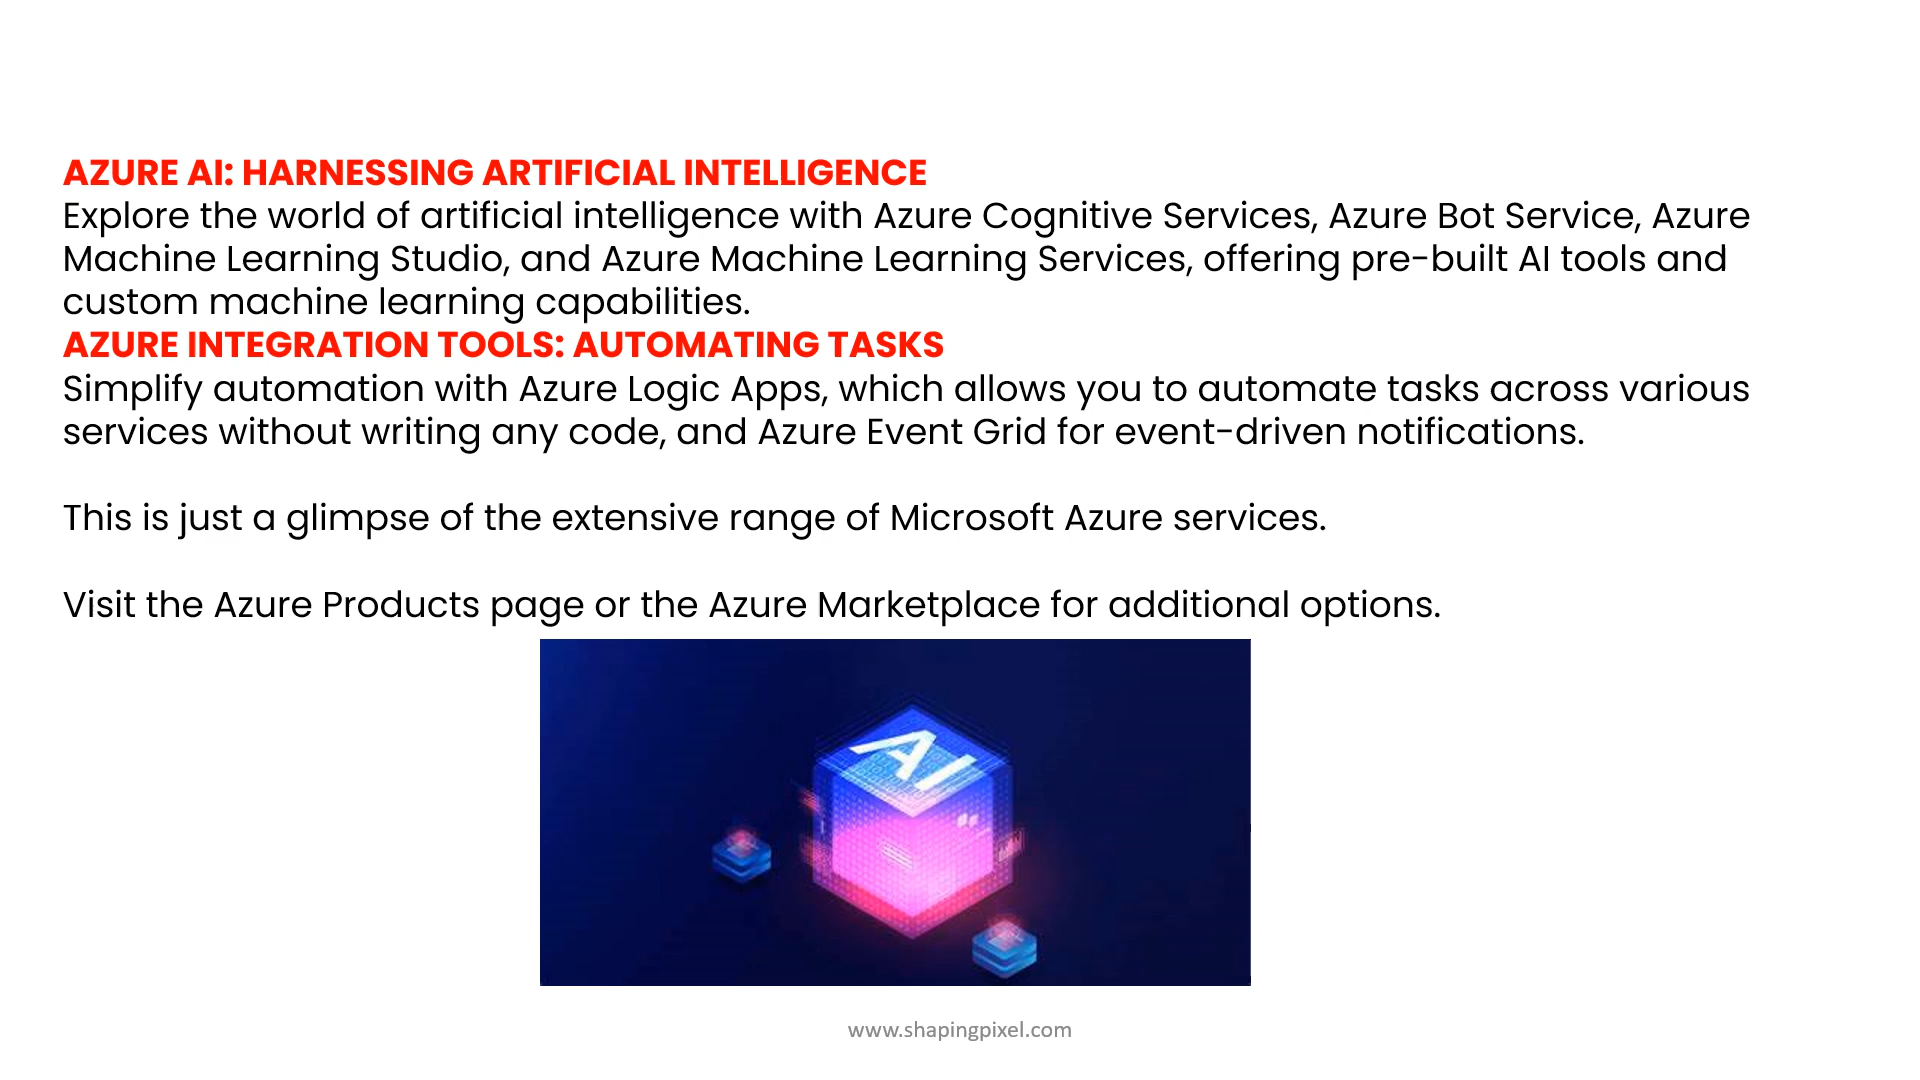 AZURE AI: HARNESSING ARTIFICIAL INTELLIGENCE
Explore the world of artificial intelligence with Azure Cognitive Services, Azure Bot Service, Azure
Machine Learning Studio, and Azure Machine Learning Services, offering pre-built AI tools and
custom machine learning capabilities.
AZURE INTEGRATION TOOLS: AUTOMATING TASKS
Simplify automation with Azure Logic Apps, which allows you to automate tasks across various
services without writing any code, and Azure Event Grid for event-driven notifications.
This is just a glimpse of the extensive range of Microsoft Azure services.
Visit the Azure Products page or the Azure Marketplace for additional options.
AI
www.shapingpixel.com